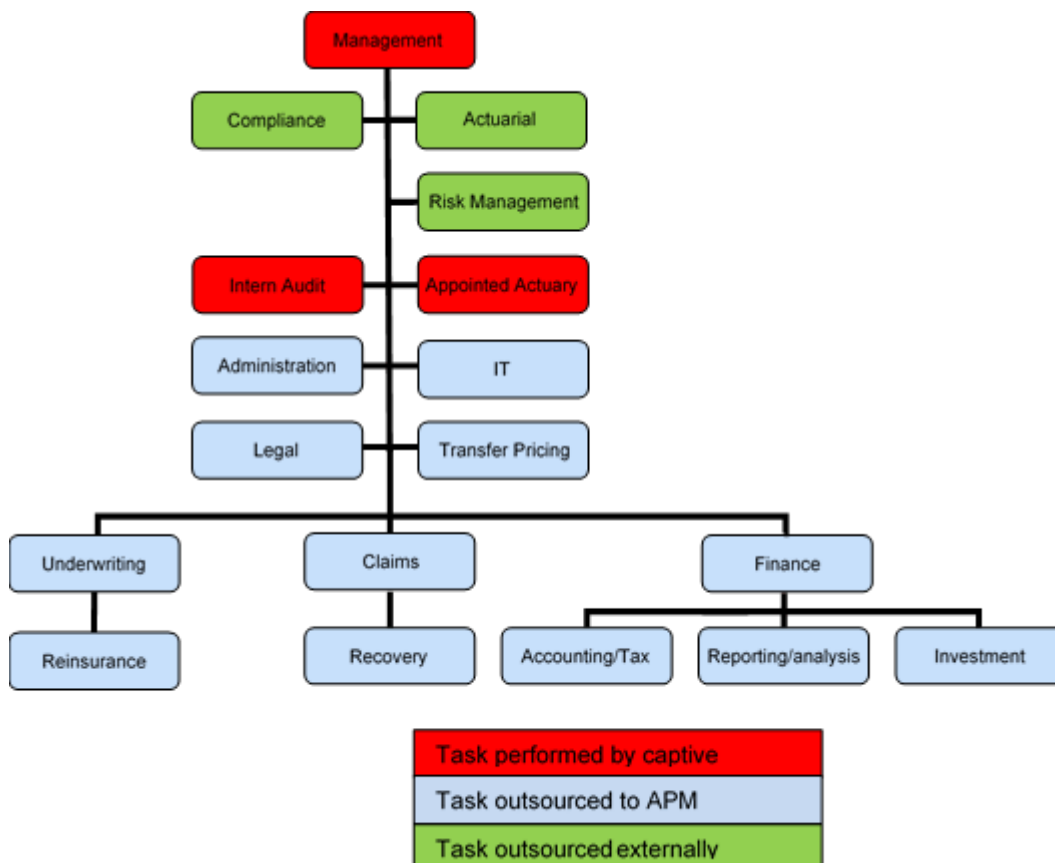 Management
Compliance
Actuarial
Risk Management
Intern Audit
Appointed Actuary
Administration
IT
Legal
Transfer Pricing
Underwriting
Claims
Finance
Reinsurance
Recovery
Accounting/Tax
Reporting/analysis
Investment
Task performed by captive
Task outsourced to APM
Task outsourced externally